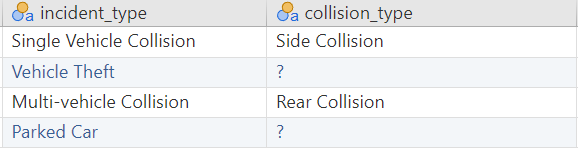 incident_type collision_type
Single Vehicle Collision Side Collision
Vehicle Theft ?
Multi-vehicle Collision Rear Collision
Parked Car ?